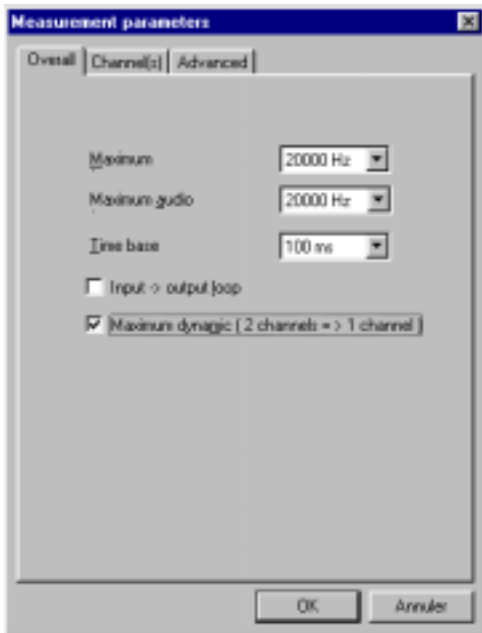 Measurement parameters
Overall Channel(s) Advanced
Maximum 20000 Hz
Maximum audio 20000 Hz
Time base 100 ms
Input -> output loop
Maximum dynamic ( 2 channels = > 1 channel )
OK Annuler